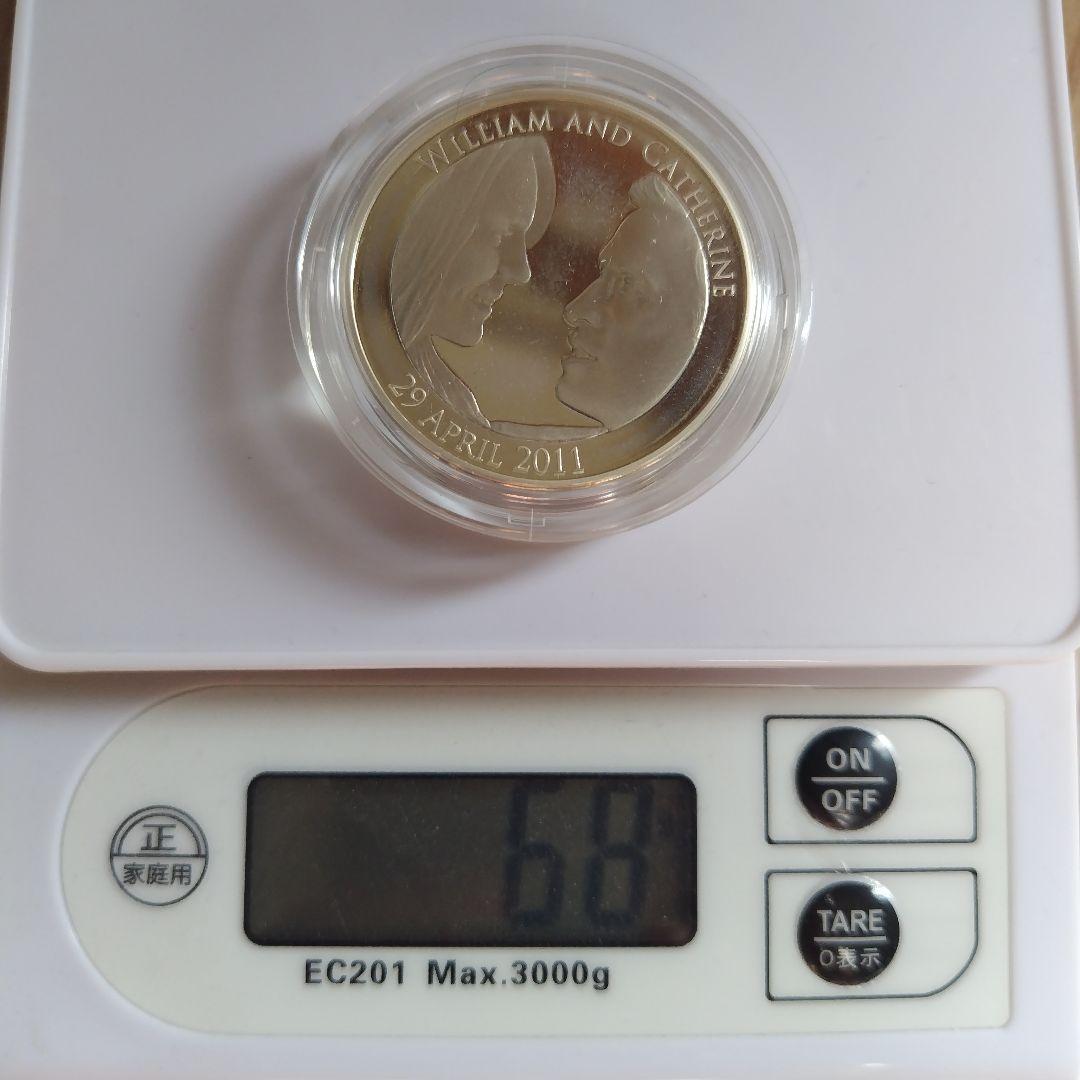 WILLIAM AND CATHERINE
29 APRIL 2011
ON
OFF
68
正
家庭用
TARE
0表示
EC201 Max.3000g